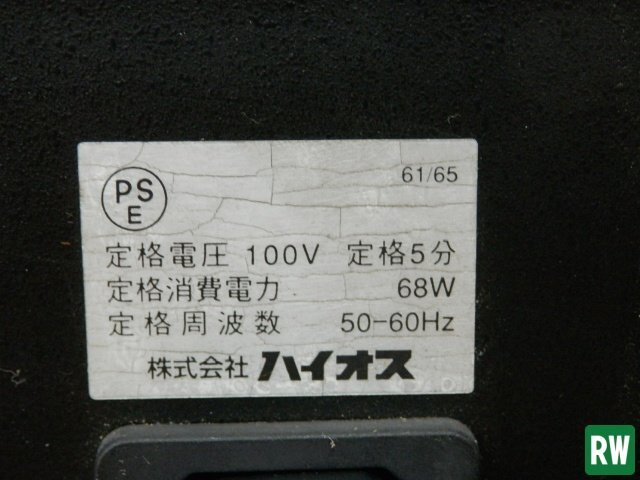 61/65
PS
E
定格電圧 100V 定格5分
定格消費電力 68W
定格周波数 50-60Hz
株式会社 ハイオス
RW